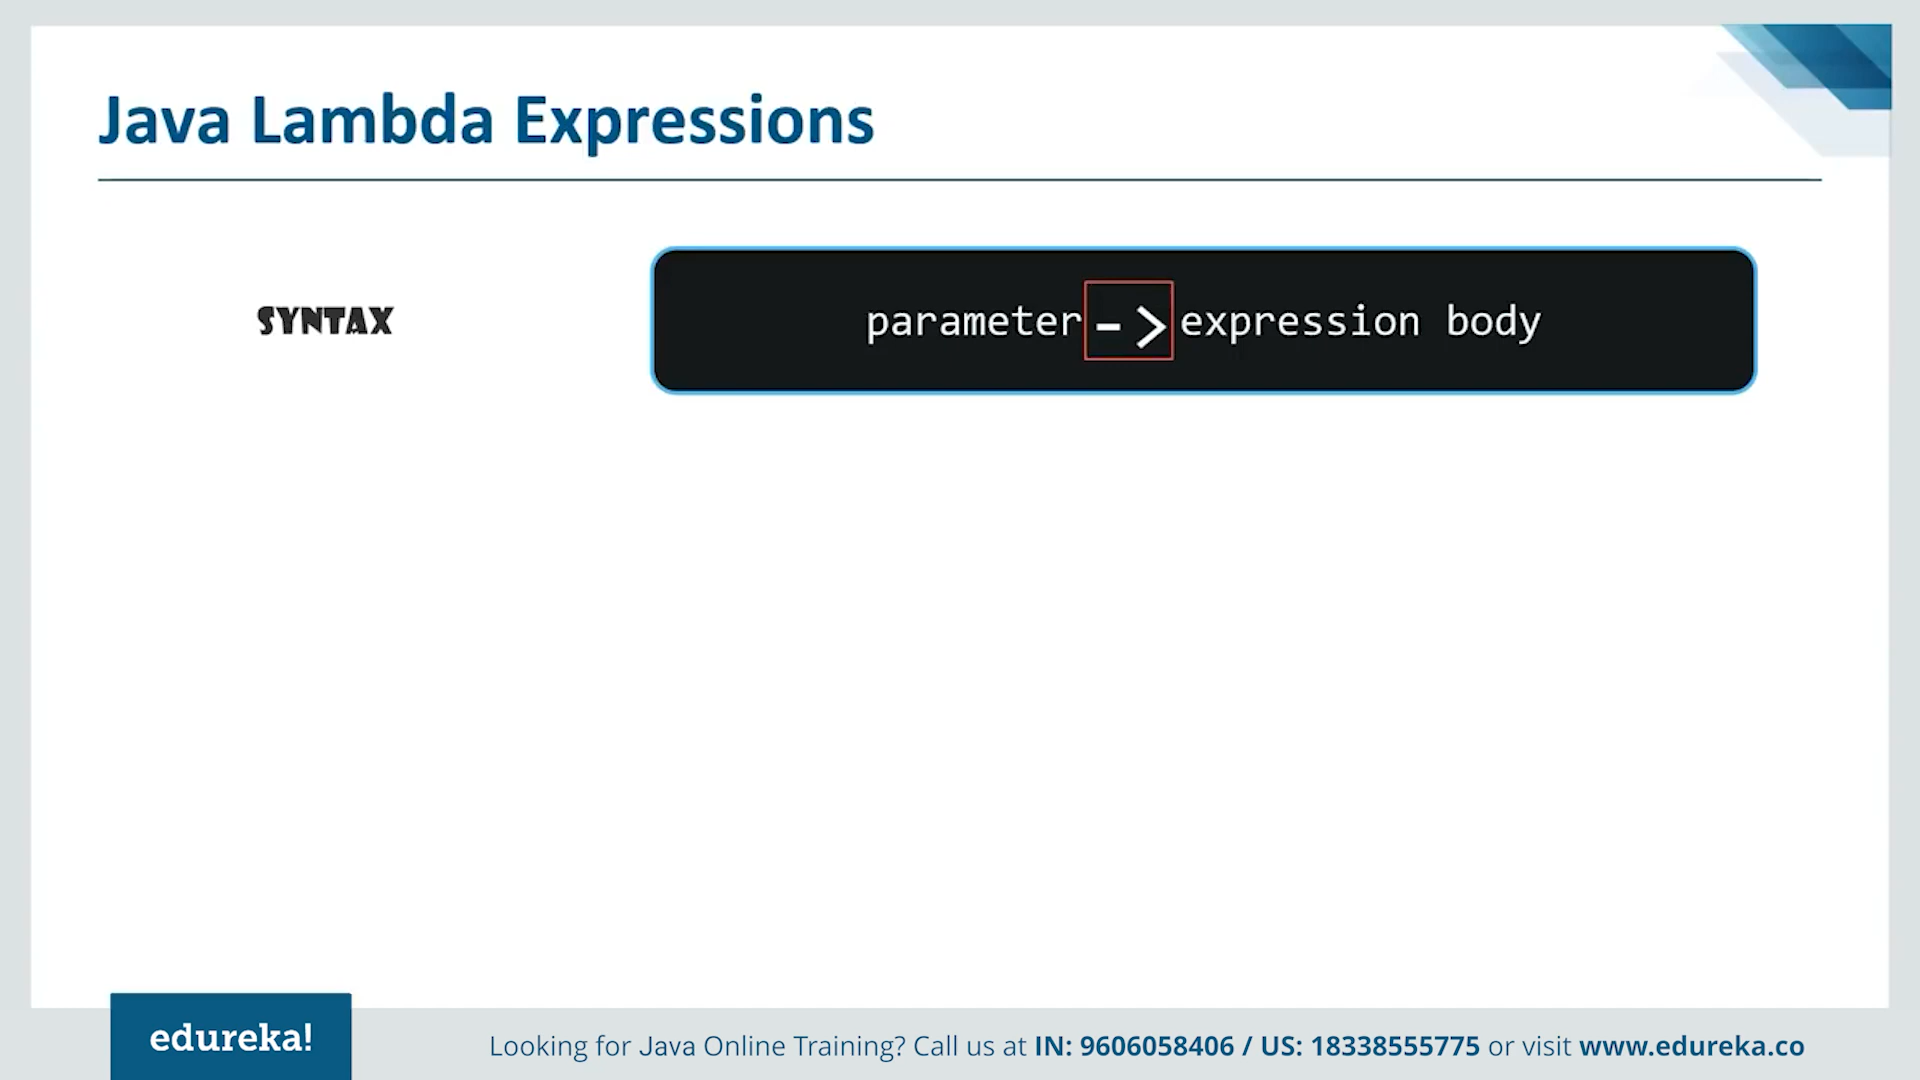 Java Lambda Expressions
SYNTAX
parameter -> expression body
edureka!
Looking for Java Online Training? Call us at IN: 9606058406 / US: 18338555775 or visit www.edureka.co